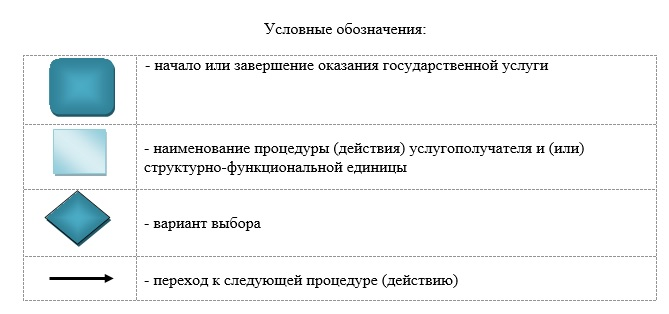 Условные обозначения:
- начало или завершение оказания государственной услуги
- наименование процедуры (действия) услугополучателя и (или)
структурно-функциональной единицы
- вариант выбора
- переход к следующей процедуре (действию)